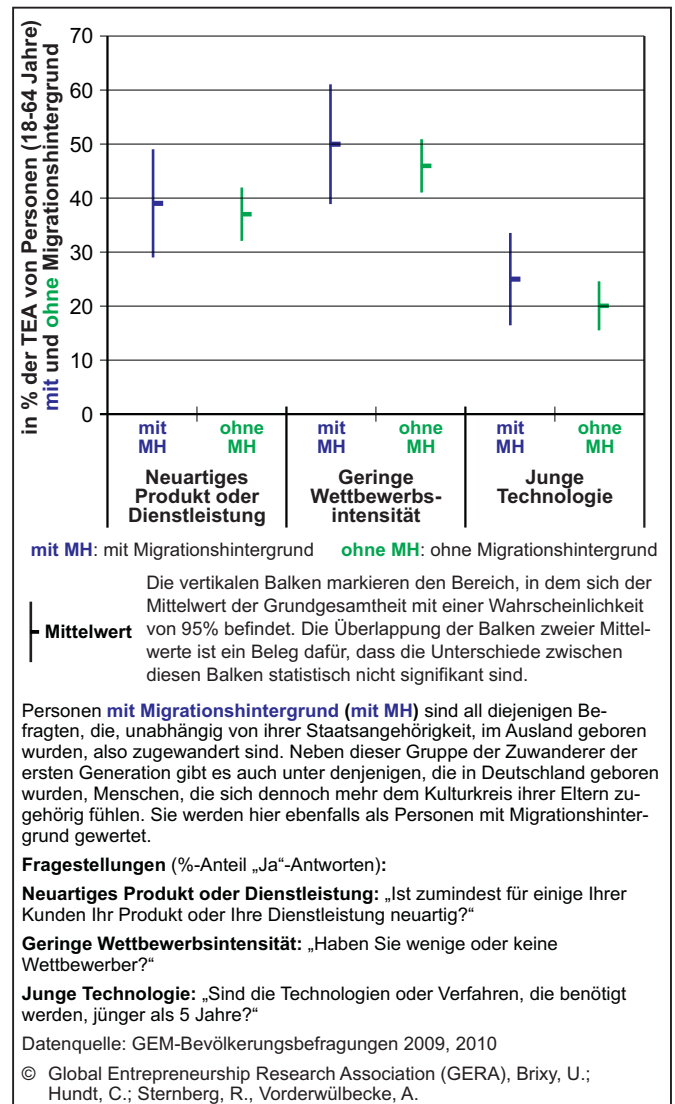 in % der TEA von Personen (18-64 Jahre)
mit und ohne Migrationshintergrund
70
60
50
40
30
20
10
0
mit
MH
ohne
MH
mit
MH
ohne
MH
mit
MH
ohne
MH
Neuartiges
Produkt oder
Dienstleistung
Geringe
Wettbewerbs-
intensität
Junge
Technologie
mit MH: mit Migrationshintergrund ohne MH: ohne Migrationshintergrund
Mittelwert
Die vertikalen Balken markieren den Bereich, in dem sich der
Mittelwert der Grundgesamtheit mit einer Wahrscheinlichkeit
von 95% befindet. Die Überlappung der Balken zweier Mittel-
werte ist ein Beleg dafür, dass die Unterschiede zwischen
diesen Balken statistisch nicht signifikant sind.
Personen mit Migrationshintergrund (mit MH) sind all diejenigen Be-
fragten, die, unabhängig von ihrer Staatsangehörigkeit, im Ausland geboren
wurden, also zugewandert sind. Neben dieser Gruppe der Zuwanderer der
ersten Generation gibt es auch unter denjenigen, die in Deutschland geboren
wurden, Menschen, die sich dennoch mehr dem Kulturkreis ihrer Eltern zu-
gehörig fühlen. Sie werden hier ebenfalls als Personen mit Migrationshinter-
grund gewertet.
Fragestellungen (%-Anteil „Ja“-Antworten):
Neuartiges Produkt oder Dienstleistung: „Ist zumindest für einige Ihrer
Kunden Ihr Produkt oder Ihre Dienstleistung neuartig?“
Geringe Wettbewerbsintensität: „Haben Sie wenige oder keine
Wettbewerber?“
Junge Technologie: „Sind die Technologien oder Verfahren, die benötigt
werden, jünger als 5 Jahre?“
Datenquelle: GEM-Bevölkerungsbefragungen 2009, 2010
© Global Entrepreneurship Research Association (GERA), Brixy, U.;
Hundt, C.; Sternberg, R., Vorderwülbecke, A.